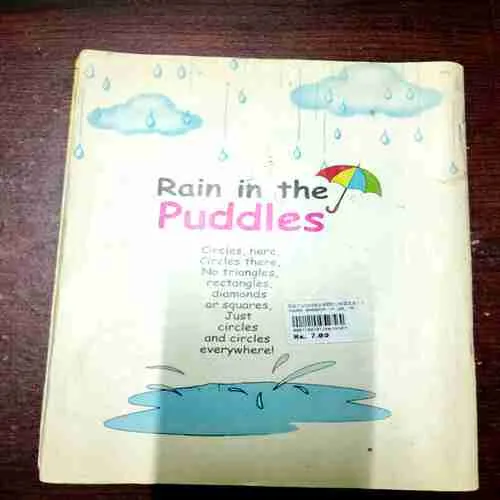 Rain in the
Puddles
Circles, here,
Circles there,
No triangles,
rectangles,
diamonds
or squares,
Just
circles
and circles
everywhere!
Rs. 7.00